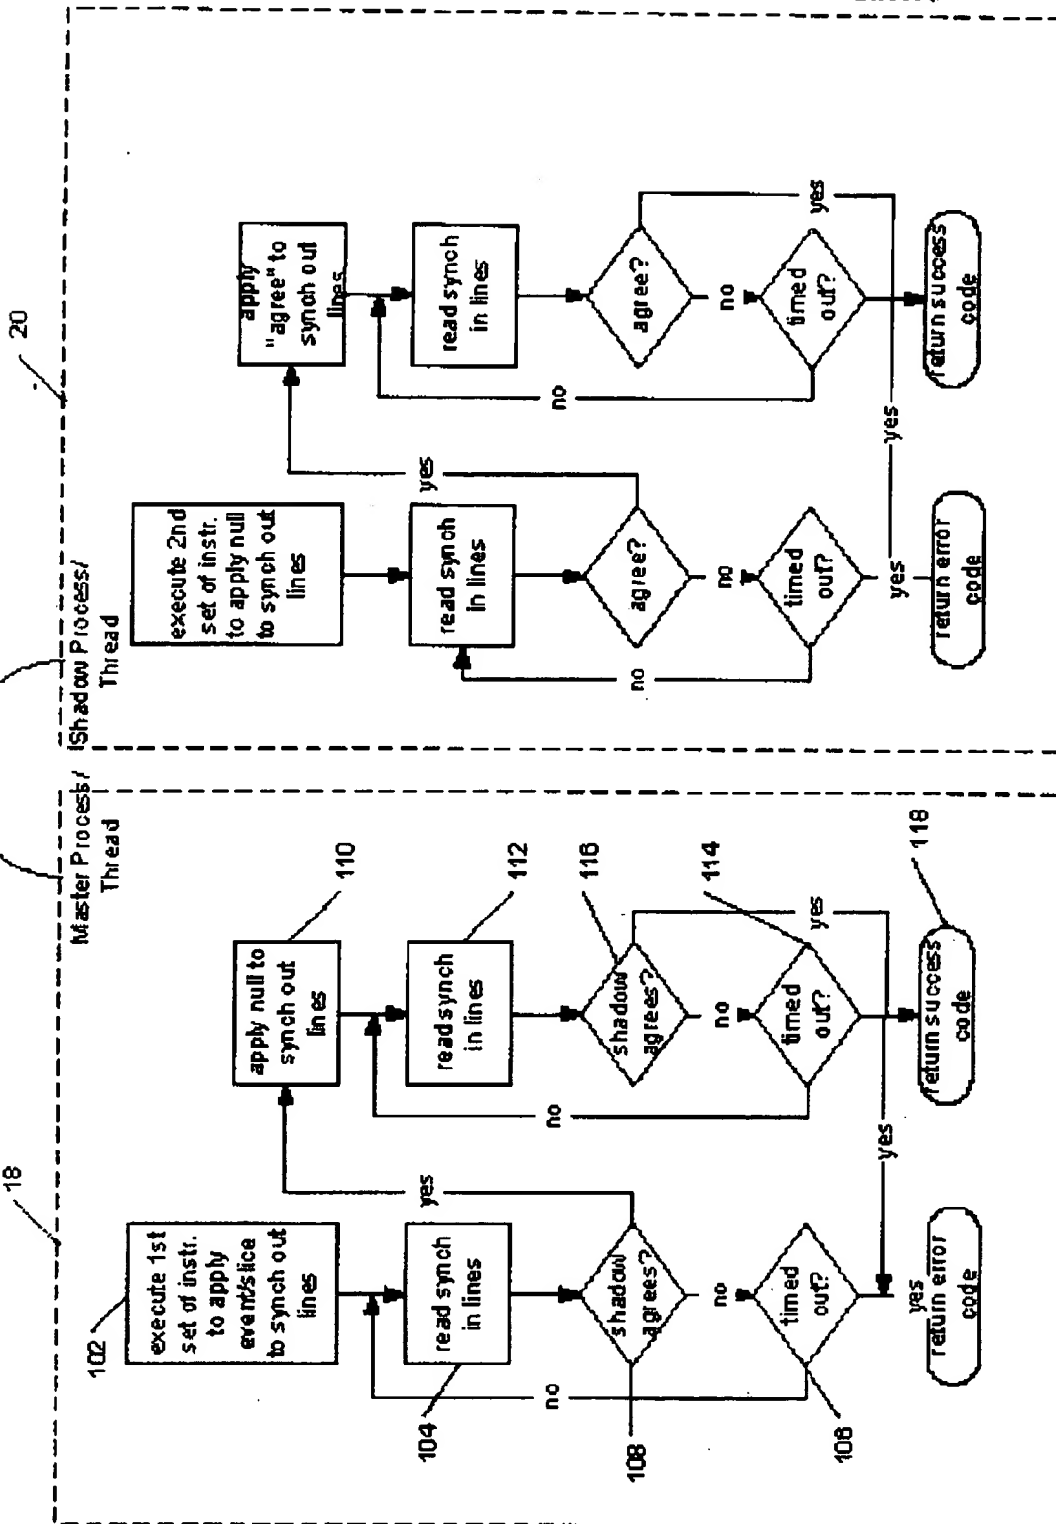 18
Master Process/
Thread
102
execute 1st
set of instr.
to apply
event/slice
to synch out
lines
104
read synch
in lines
108
shadow
agrees?
yes
no
no
timed
out?
108
yes
return error
code
110
apply null to
synch out
lines
112
read synch
in lines
116
shadow
agrees?
yes
no
no
114
timed
out?
yes
118
return success
code
20
Shadow Process/
Thread
execute 2nd
set of instr.
to apply null
to synch out
lines
read synch
in lines
agree?
yes
no
no
timed
out?
yes
return error
code
apply
"agree" to
synch out
lines
read synch
in lines
agree?
yes
no
no
timed
out?
yes
return success
code